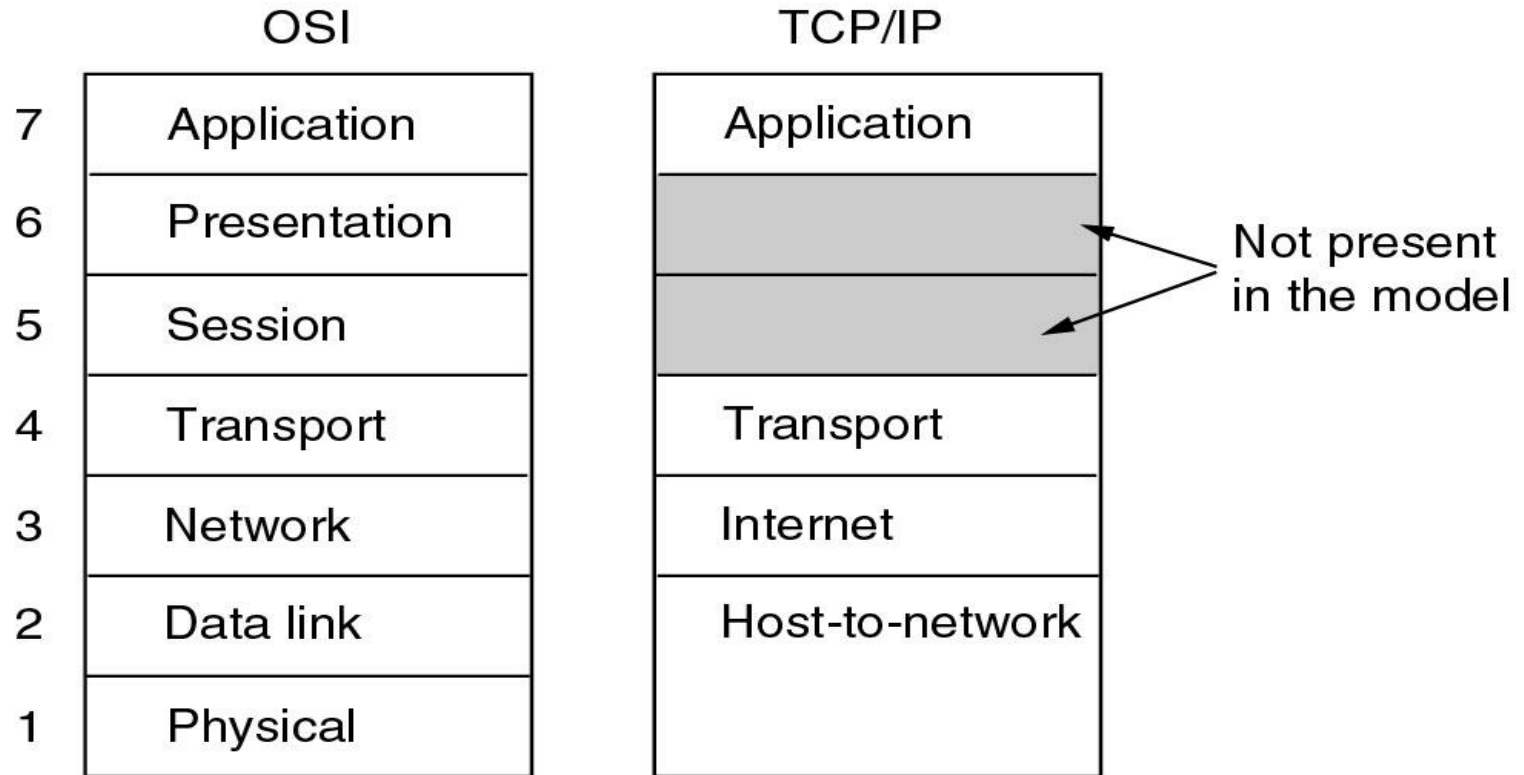 OSI
TCP/IP
7
Application
Application
6
Presentation
Not present
in the model
5
Session
4
Transport
Transport
3
Network
Internet
2
Data link
Host-to-network
1
Physical